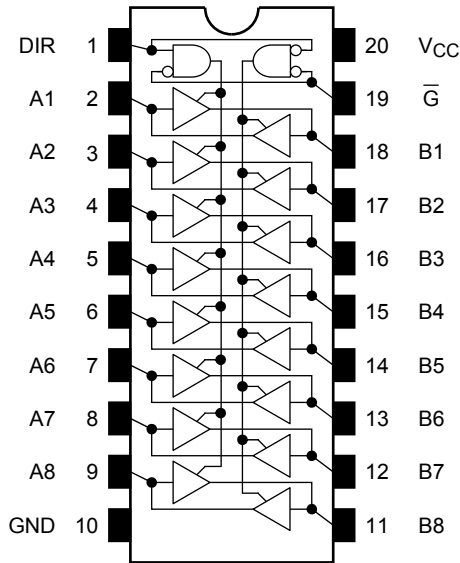 DIR 1 20 VCC
A1 2 19 G̅
A2 3 18 B1
A3 4 17 B2
A4 5 16 B3
A5 6 15 B4
A6 7 14 B5
A7 8 13 B6
A8 9 12 B7
GND 10 11 B8